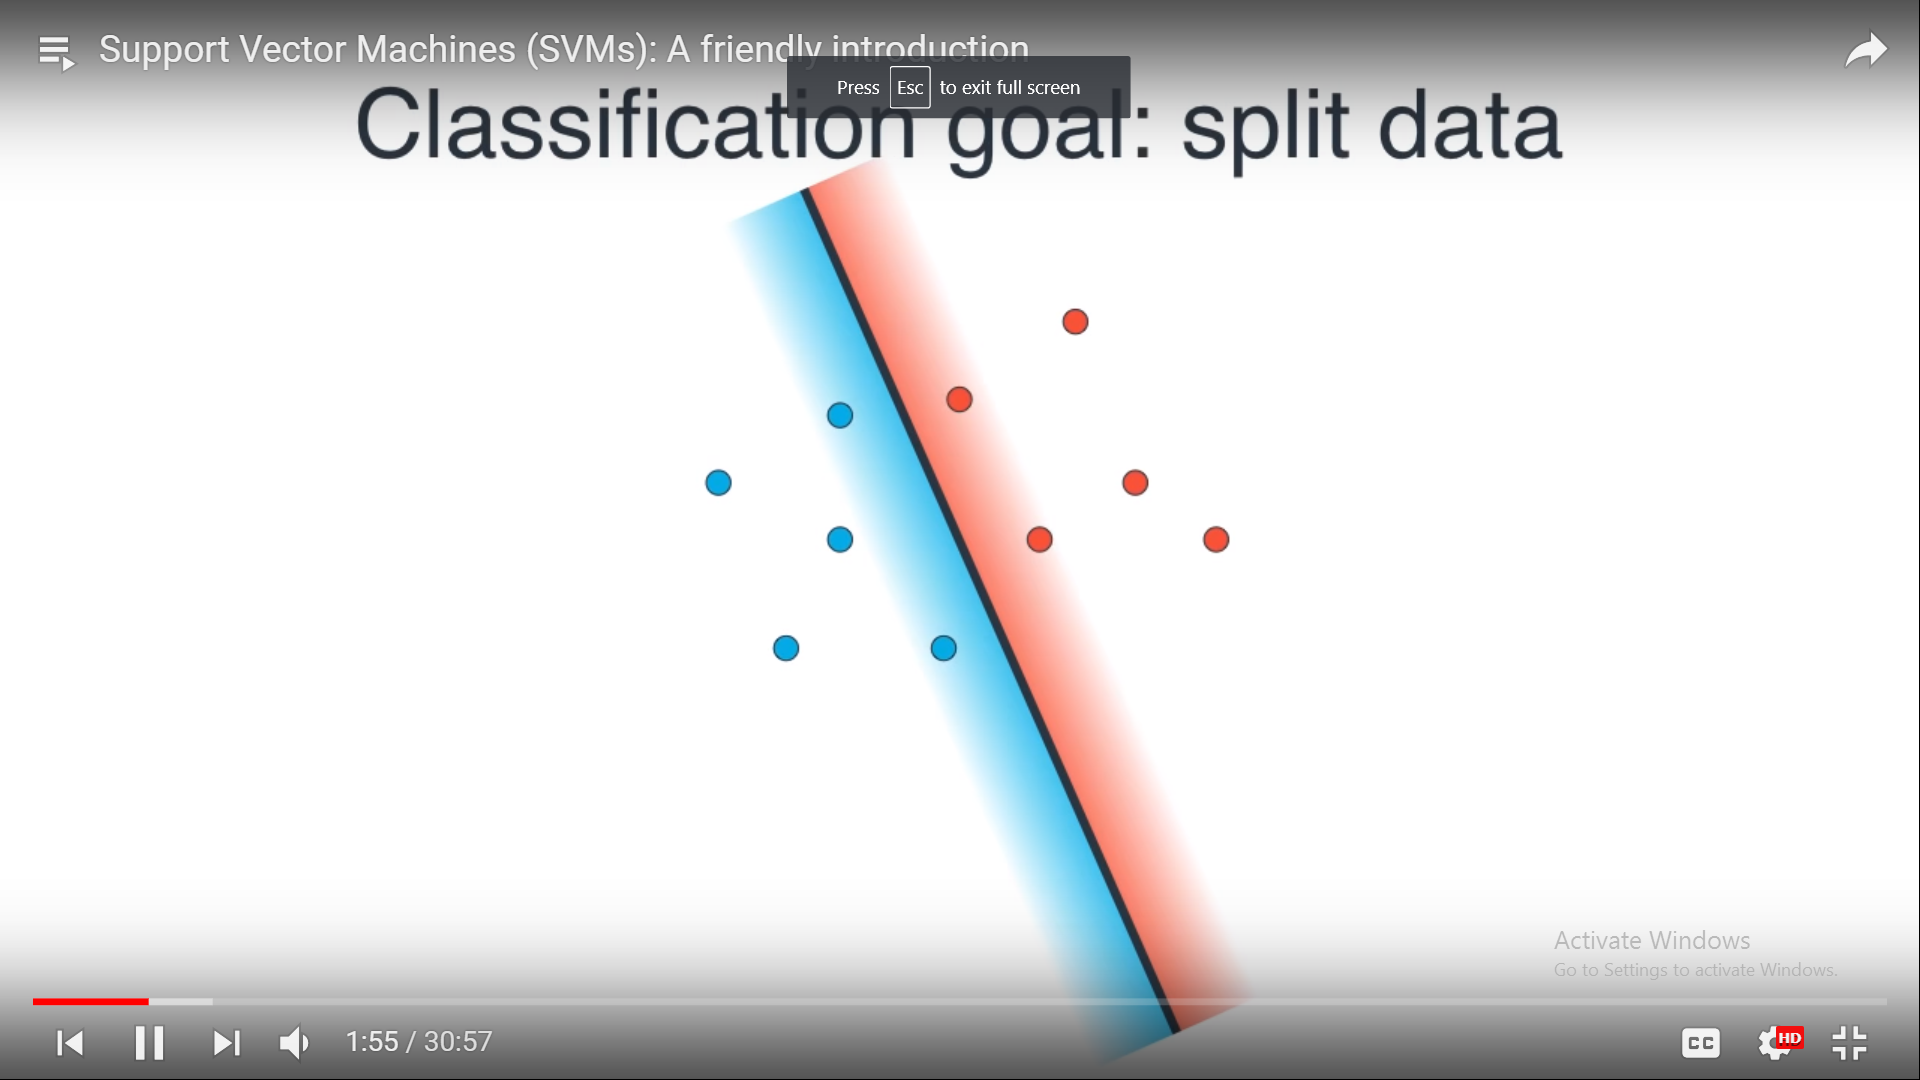 Support Vector Machines (SVMs): A friendly introduction
Press Esc to exit full screen
Classification goal: split data
Activate Windows
Go to Settings to activate Windows.
1:55 / 30:57
CC
HD